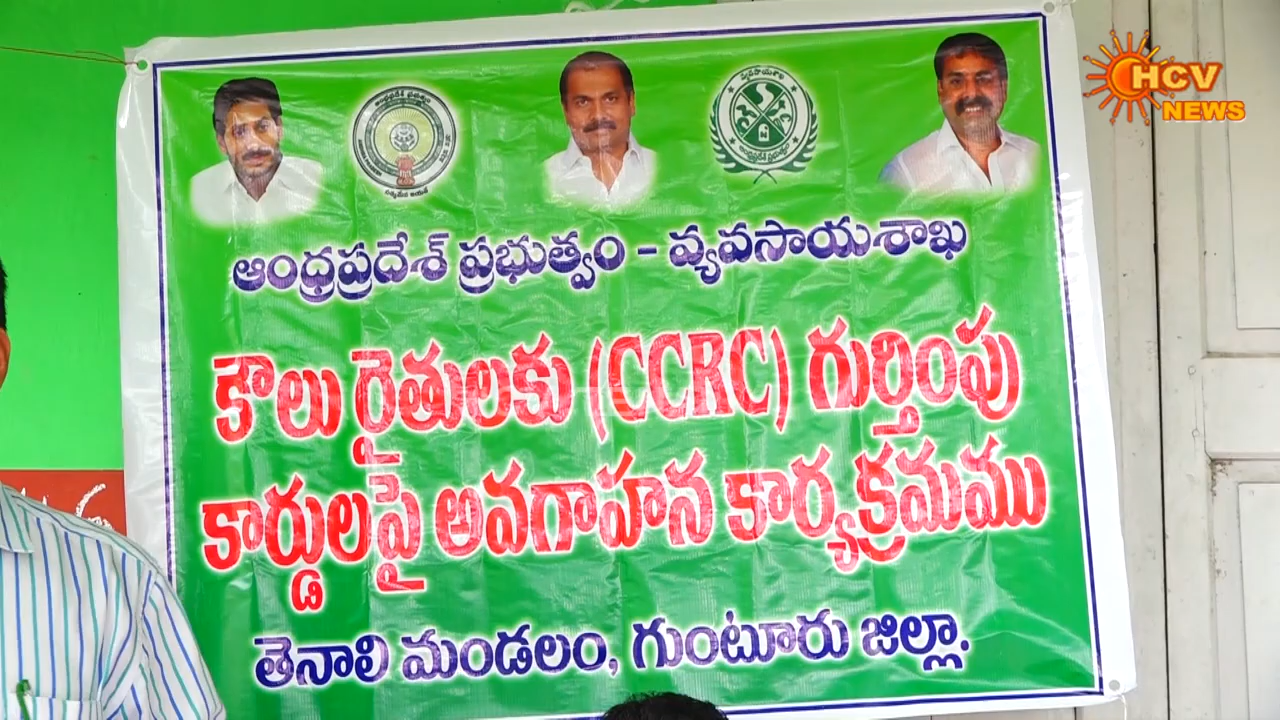 HCV
NEWS
ఆంధ్రప్రదేశ్ ప్రభుత్వం - వ్యవసాయశాఖ
కౌలు రైతులకు (CCRC) గుర్తింపు
కార్డులపై అవగాహన కార్యక్రమము
తెనాలి మండలం, గుంటూరు జిల్లా.